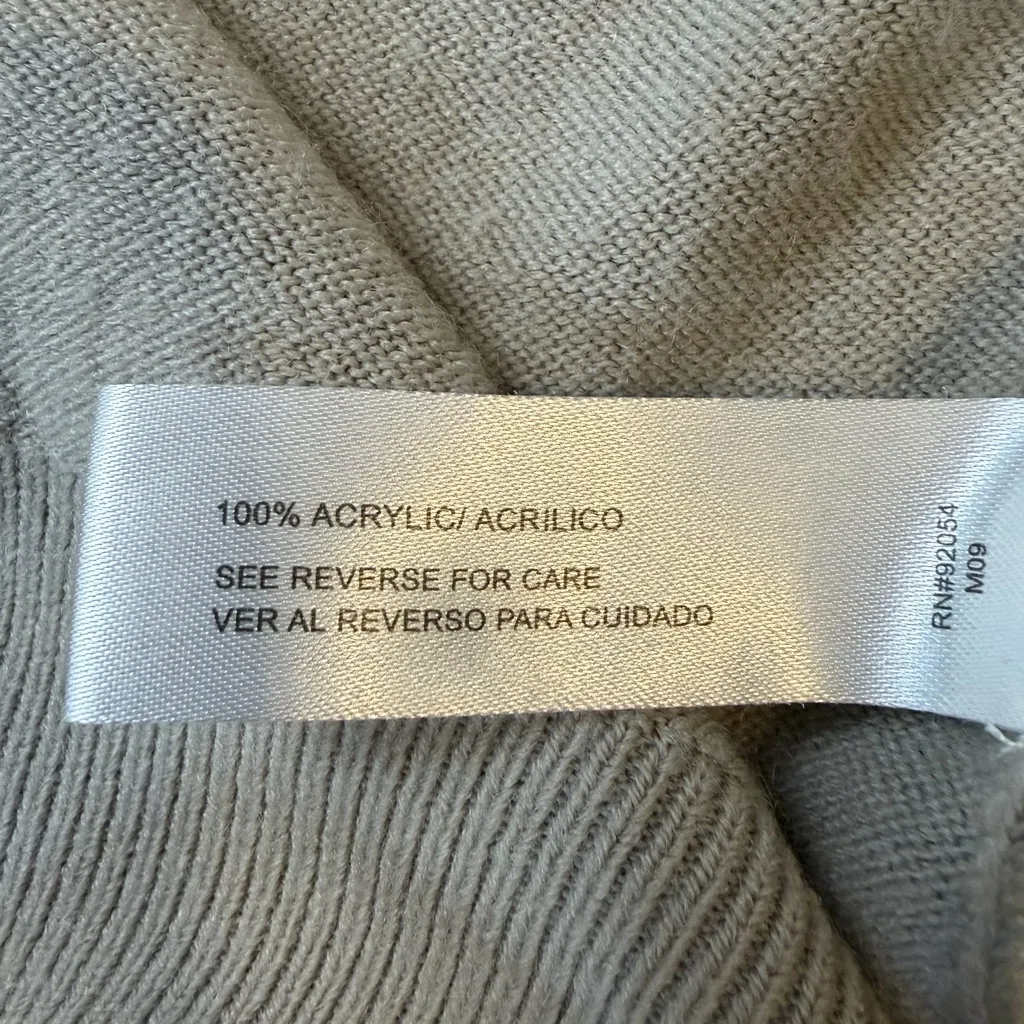 100% ACRYLIC/ ACRILICO
SEE REVERSE FOR CARE
VER AL REVERSO PARA CUIDADO
RN#92054
M09